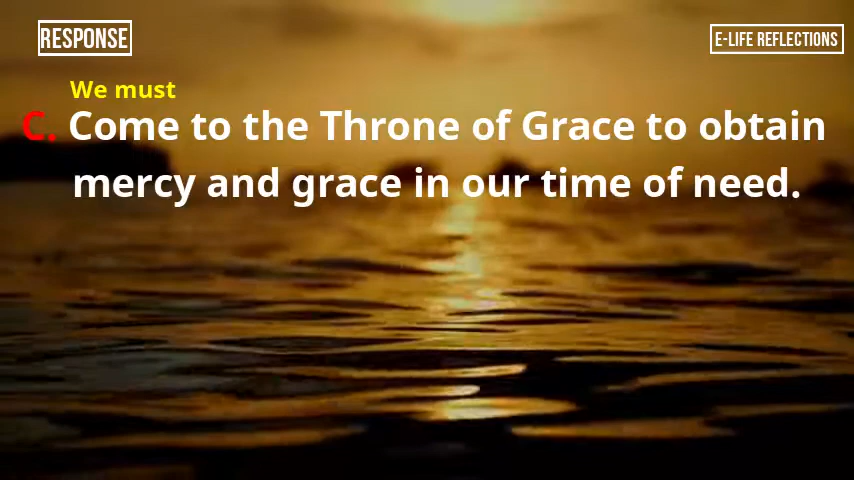 RESPONSE
E-LIFE REFLECTIONS
We must
C. Come to the Throne of Grace to obtain
mercy and grace in our time of need.